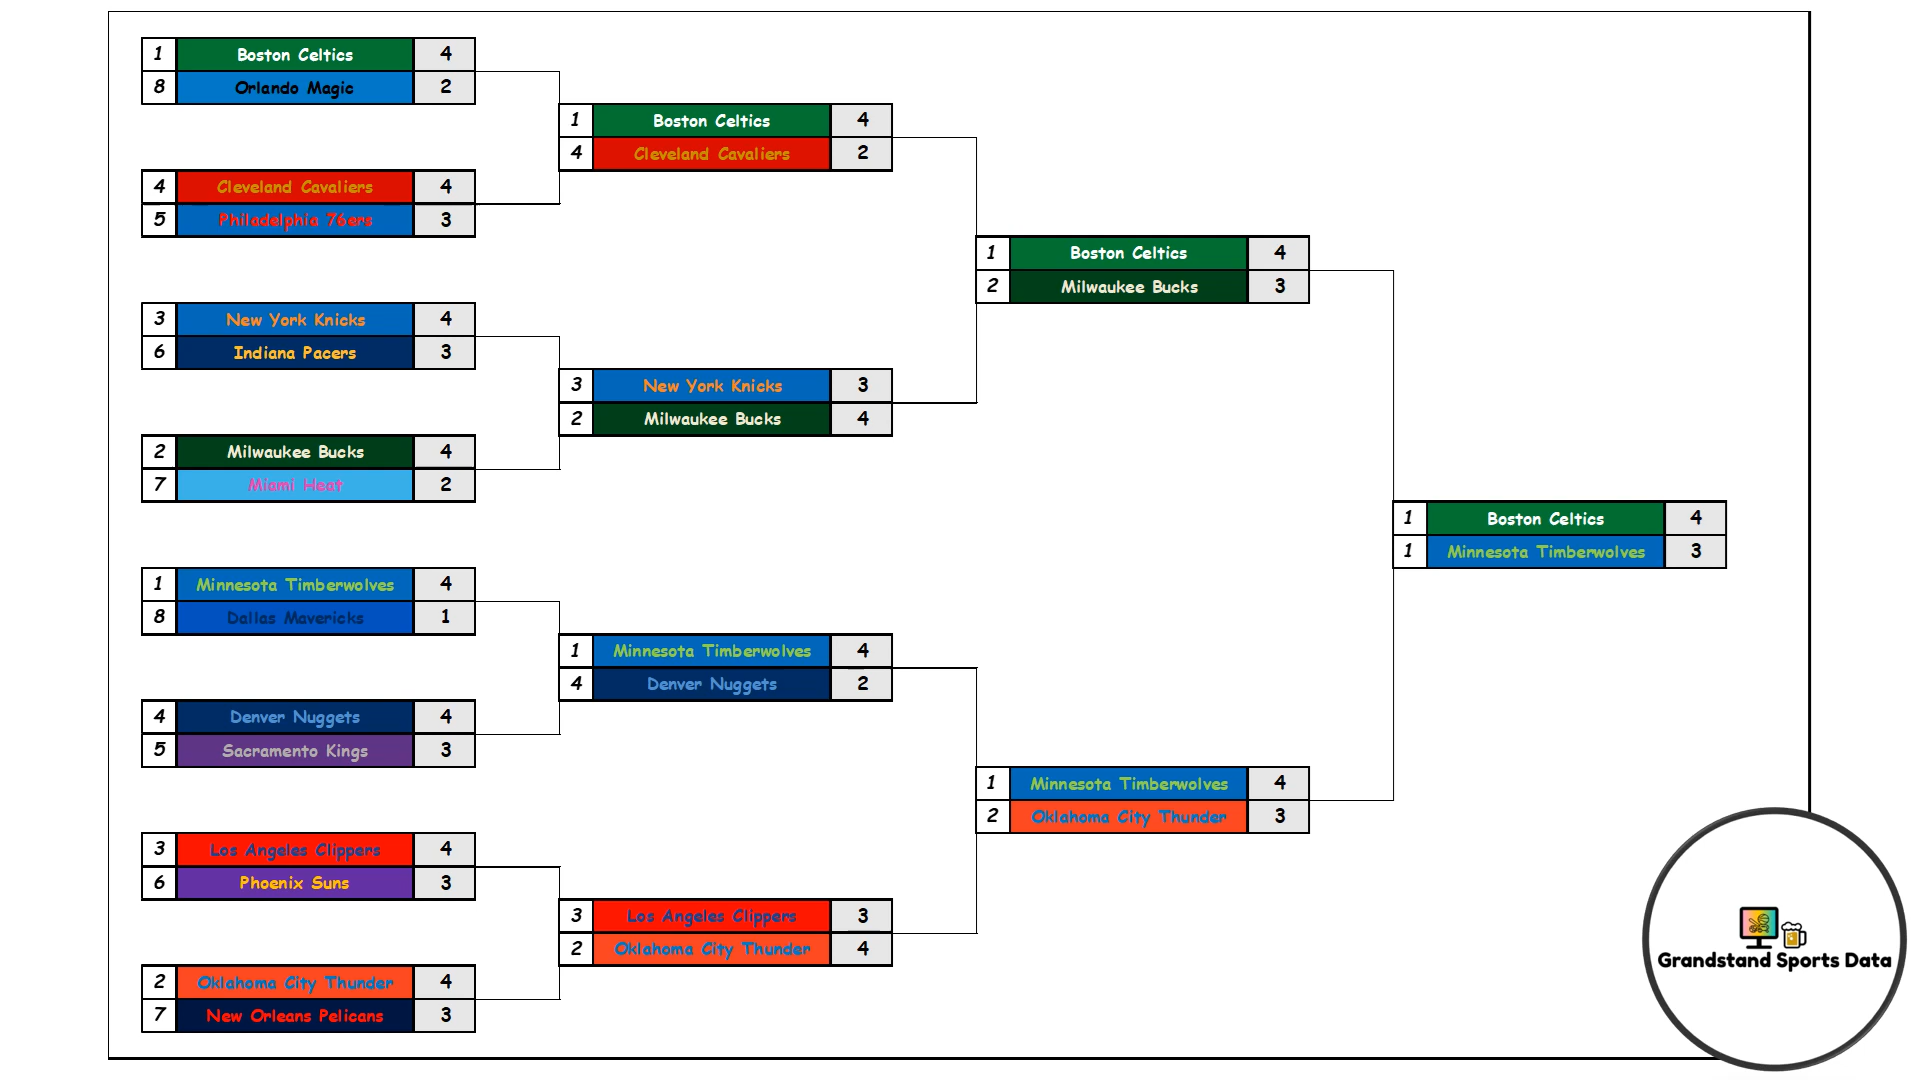 1 Boston Celtics 4
8 Orlando Magic 2
4 Cleveland Cavaliers 4
5 Philadelphia 76ers 3
3 New York Knicks 4
6 Indiana Pacers 3
2 Milwaukee Bucks 4
7 Miami Heat 2
1 Minnesota Timberwolves 4
8 Dallas Mavericks 1
4 Denver Nuggets 4
5 Sacramento Kings 3
3 Los Angeles Clippers 4
6 Phoenix Suns 3
2 Oklahoma City Thunder 4
7 New Orleans Pelicans 3
1 Boston Celtics 4
4 Cleveland Cavaliers 2
3 New York Knicks 3
2 Milwaukee Bucks 4
1 Minnesota Timberwolves 4
4 Denver Nuggets 2
3 Los Angeles Clippers 3
2 Oklahoma City Thunder 4
1 Boston Celtics 4
2 Milwaukee Bucks 3
1 Minnesota Timberwolves 4
2 Oklahoma City Thunder 3
1 Boston Celtics 4
1 Minnesota Timberwolves 3
Grandstand Sports Data